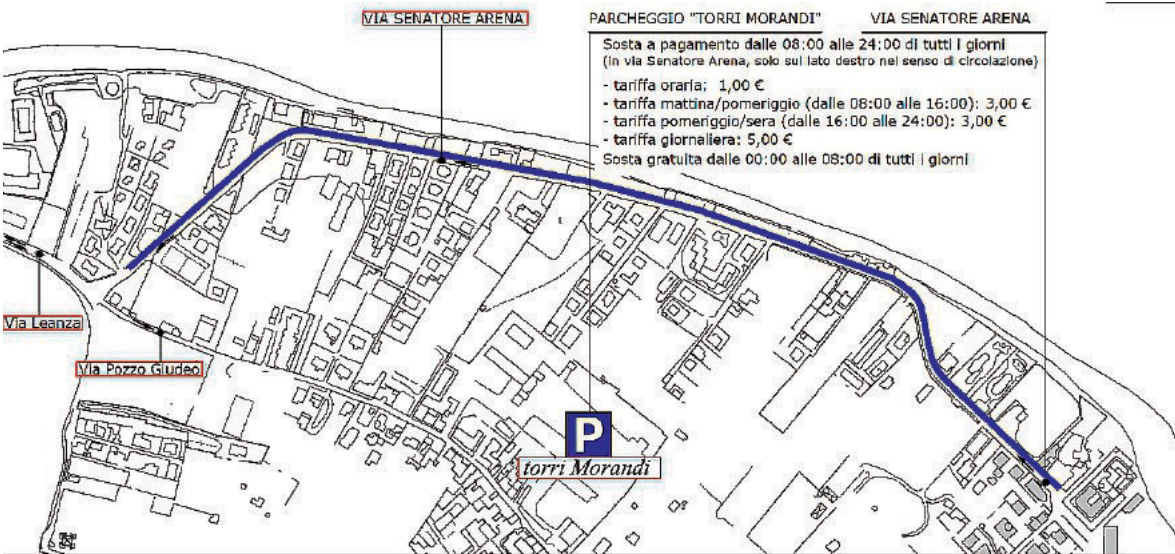 VIA SENATORE ARENA
PARCHEGGIO "TORRI MORANDI"
VIA SENATORE ARENA
Sosta a pagamento dalle 08:00 alle 24:00 di tutti i giorni
(in via Senatore Arena, solo sul lato destro nel senso di circolazione)
- tariffa oraria: 1,00 €
- tariffa mattina/pomeriggio (dalle 08:00 alle 16:00): 3,00 €
- tariffa pomeriggio/sera (dalle 16:00 alle 24:00): 3,00 €
- tariffa giornaliera: 5,00 €
Sosta gratuita dalle 00:00 alle 08:00 di tutti i giorni
Via Leanza
Via Pozzo Giudeo
P
torri Morandi